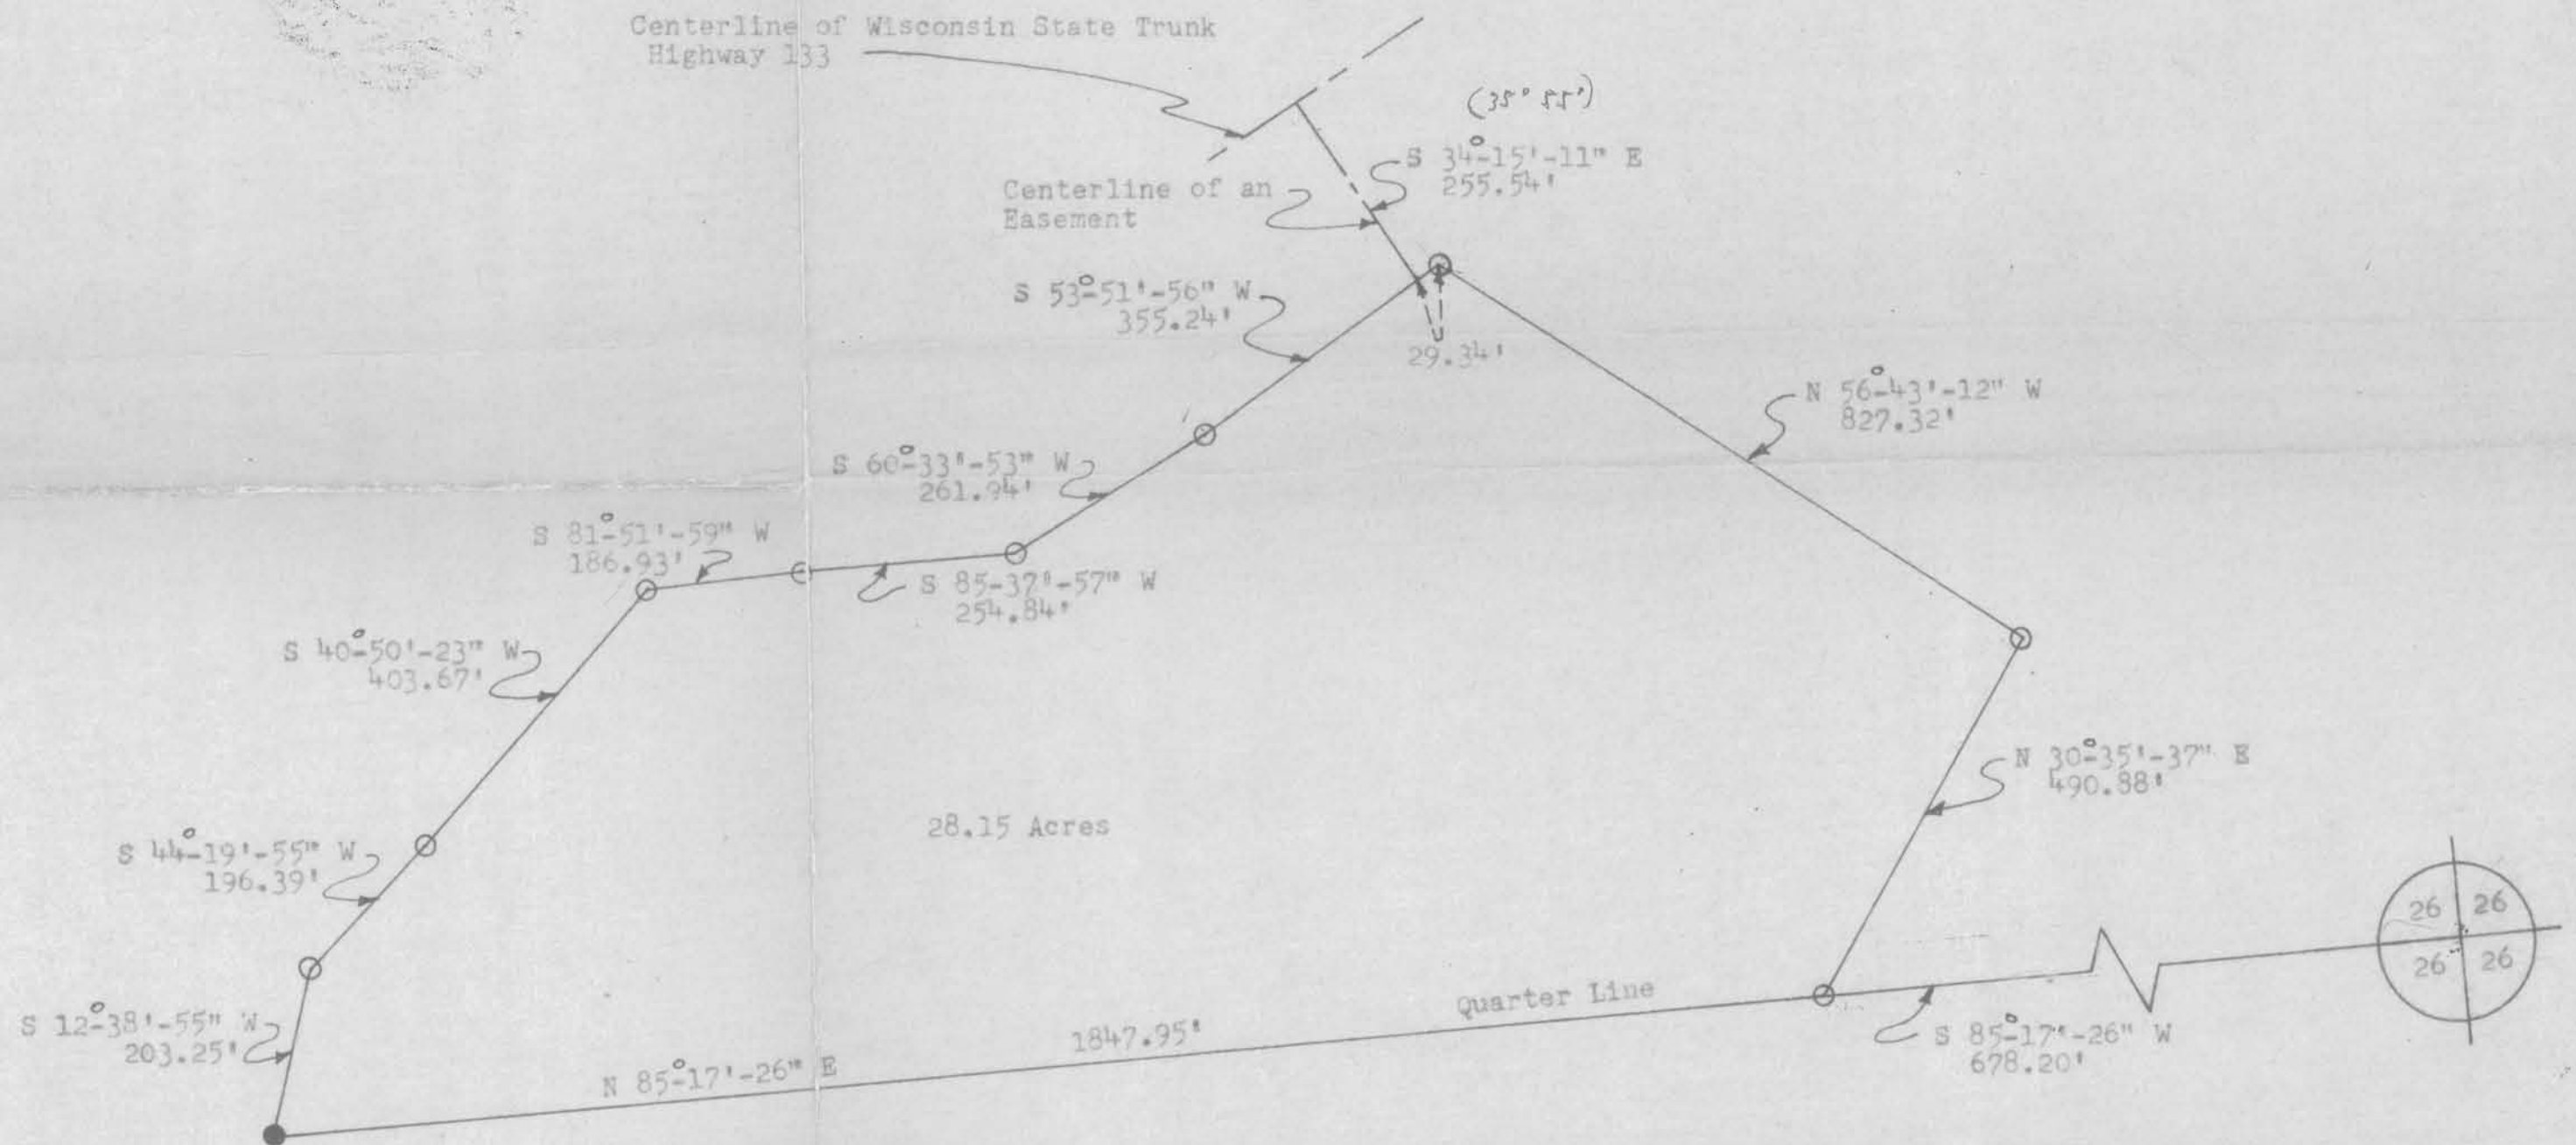 Centerline of Wisconsin State Trunk
Highway 133
(35° 55')
S 34°-15'-11" E
255.54'
Centerline of an
Easement
S 53°-51'-56" W
355.24'
29.34'
N 56°-43'-12" W
827.32'
S 60°-33'-53" W
261.94'
S 81°-51'-59" W
186.93'
S 85-37'-57" W
254.84'
S 40°-50'-23" W
403.67'
N 30°-35'-37" E
490.88'
28.15 Acres
S 44°-19'-55" W
196.39'
26 26
26 26
Quarter Line
S 12°-38'-55" W
203.25'
1847.95'
S 85°-17'-26" W
678.20'
N 85°-17'-26" E